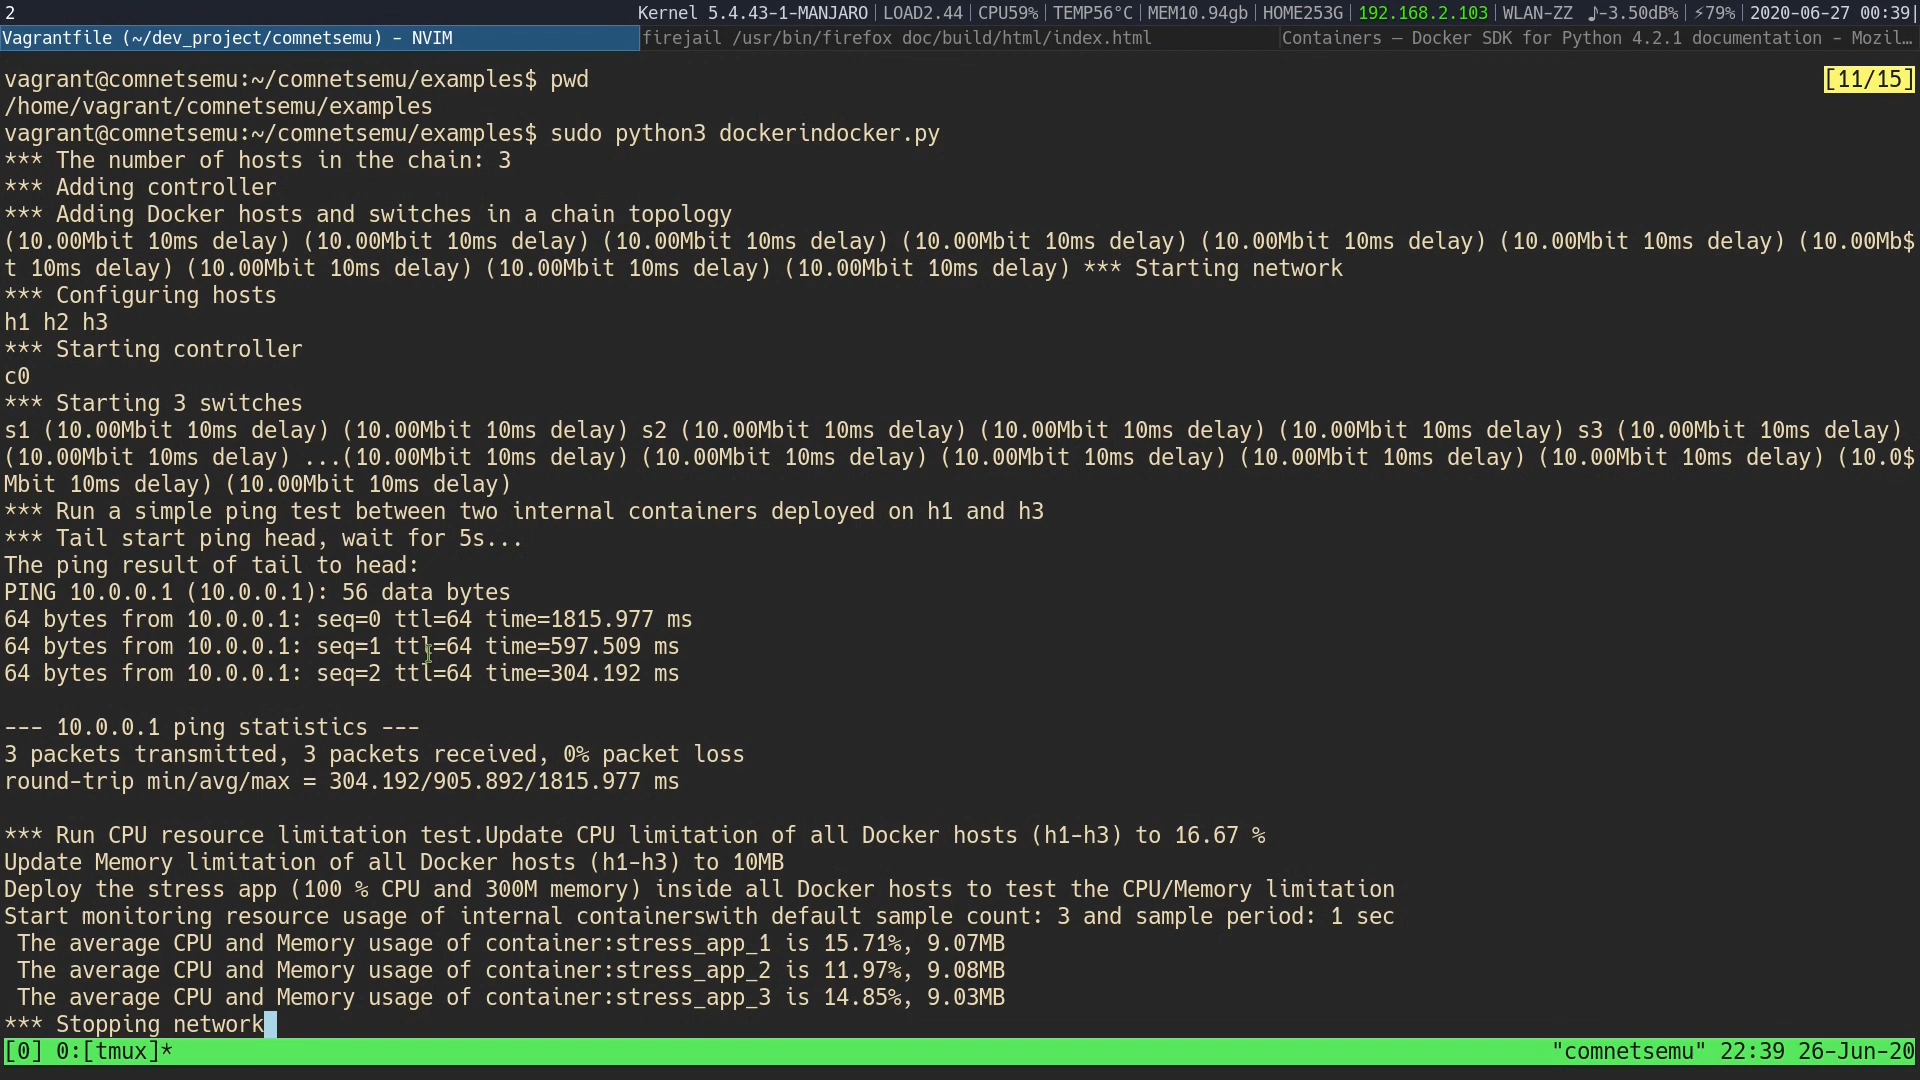 2 Kernel 5.4.43-1-MANJARO LOAD2.44 CPU59% TEMP56°C MEM10.94gb HOME253G 192.168.2.103 WLAN-ZZ ♪-3.50dB% ⚡79% 2020-06-27 00:39
Vagrantfile (~/dev_project/comnetsemu) - NVIM firejail /usr/bin/firefox doc/build/html/index.html Containers — Docker SDK for Python 4.2.1 documentation - Mozil…
vagrant@comnetsemu:~/comnetsemu/examples$ pwd [11/15]
/home/vagrant/comnetsemu/examples
vagrant@comnetsemu:~/comnetsemu/examples$ sudo python3 dockerindocker.py
*** The number of hosts in the chain: 3
*** Adding controller
*** Adding Docker hosts and switches in a chain topology
(10.00Mbit 10ms delay) (10.00Mbit 10ms delay) (10.00Mbit 10ms delay) (10.00Mbit 10ms delay) (10.00Mbit 10ms delay) (10.00Mbit 10ms delay) (10.00Mb$
t 10ms delay) (10.00Mbit 10ms delay) (10.00Mbit 10ms delay) (10.00Mbit 10ms delay) *** Starting network
*** Configuring hosts
h1 h2 h3
*** Starting controller
c0
*** Starting 3 switches
s1 (10.00Mbit 10ms delay) (10.00Mbit 10ms delay) s2 (10.00Mbit 10ms delay) (10.00Mbit 10ms delay) (10.00Mbit 10ms delay) s3 (10.00Mbit 10ms delay)
(10.00Mbit 10ms delay) ...(10.00Mbit 10ms delay) (10.00Mbit 10ms delay) (10.00Mbit 10ms delay) (10.00Mbit 10ms delay) (10.00Mbit 10ms delay) (10.0$
Mbit 10ms delay) (10.00Mbit 10ms delay)
*** Run a simple ping test between two internal containers deployed on h1 and h3
*** Tail start ping head, wait for 5s...
The ping result of tail to head:
PING 10.0.0.1 (10.0.0.1): 56 data bytes
64 bytes from 10.0.0.1: seq=0 ttl=64 time=1815.977 ms
64 bytes from 10.0.0.1: seq=1 ttl=64 time=597.509 ms
64 bytes from 10.0.0.1: seq=2 ttl=64 time=304.192 ms
--- 10.0.0.1 ping statistics ---
3 packets transmitted, 3 packets received, 0% packet loss
round-trip min/avg/max = 304.192/905.892/1815.977 ms
*** Run CPU resource limitation test.Update CPU limitation of all Docker hosts (h1-h3) to 16.67 %
Update Memory limitation of all Docker hosts (h1-h3) to 10MB
Deploy the stress app (100 % CPU and 300M memory) inside all Docker hosts to test the CPU/Memory limitation
Start monitoring resource usage of internal containerswith default sample count: 3 and sample period: 1 sec
The average CPU and Memory usage of container:stress_app_1 is 15.71%, 9.07MB
The average CPU and Memory usage of container:stress_app_2 is 11.97%, 9.08MB
The average CPU and Memory usage of container:stress_app_3 is 14.85%, 9.03MB
*** Stopping network
[0] 0:[tmux]* "comnetsemu" 22:39 26-Jun-20